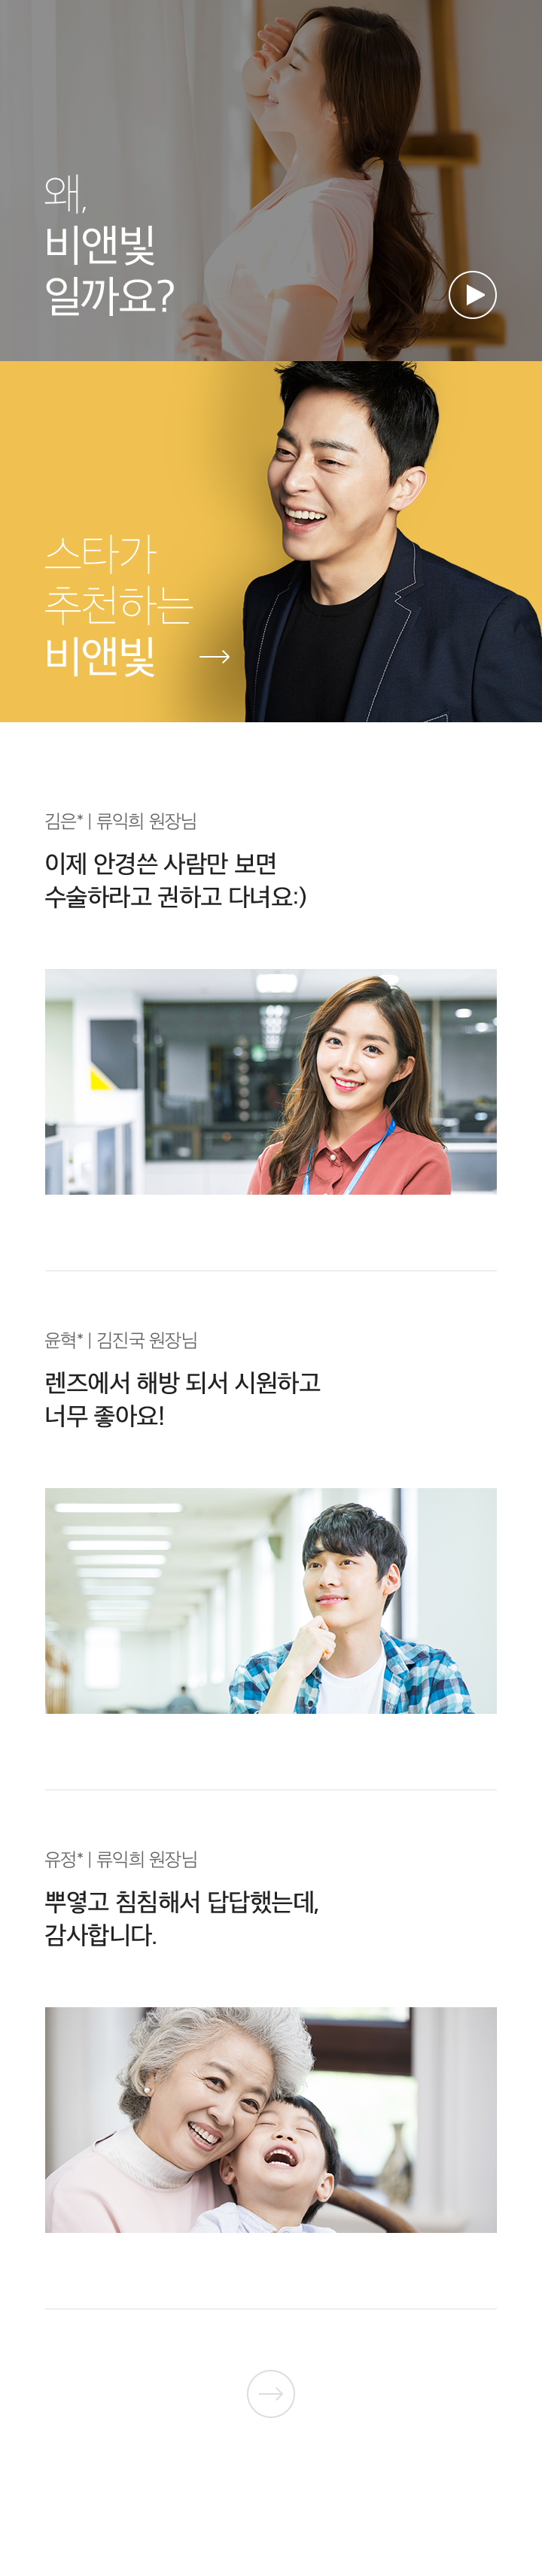 왜,
비앤빛
일까요?
스타가
추천하는
비앤빛
김은* | 류익희 원장님
이제 안경쓴 사람만 보면
수술하라고 권하고 다녀요:)
윤혁* | 김진국 원장님
렌즈에서 해방 되서 시원하고
너무 좋아요!
유정* | 류익희 원장님
뿌옇고 침침해서 답답했는데,
감사합니다.